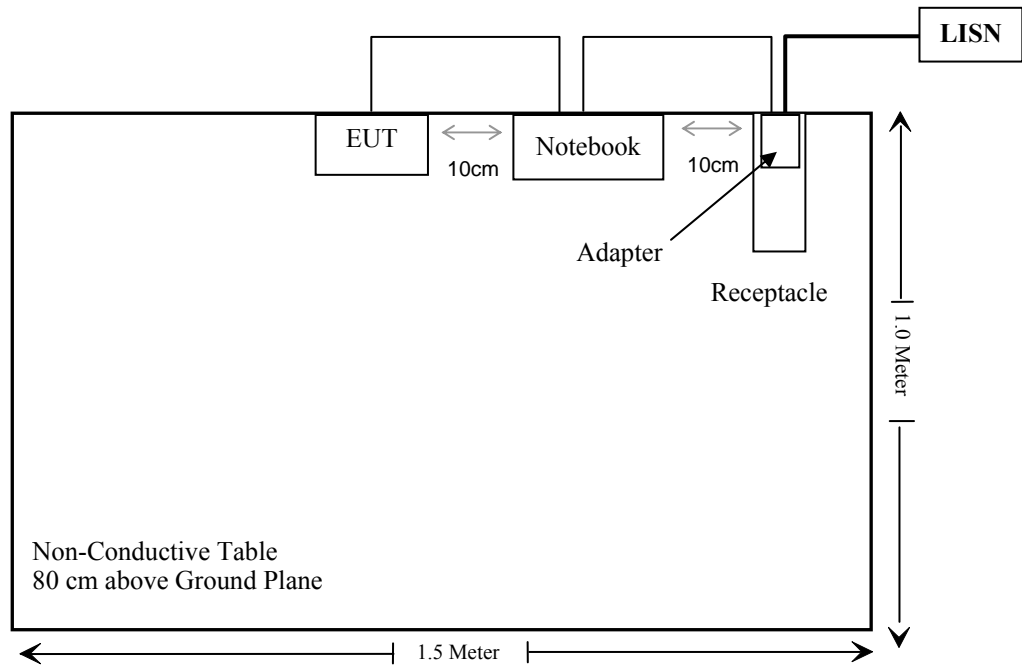 LISN
EUT
Notebook
10cm
10cm
Adapter
Receptacle
1.0 Meter
Non-Conductive Table
80 cm above Ground Plane
1.5 Meter